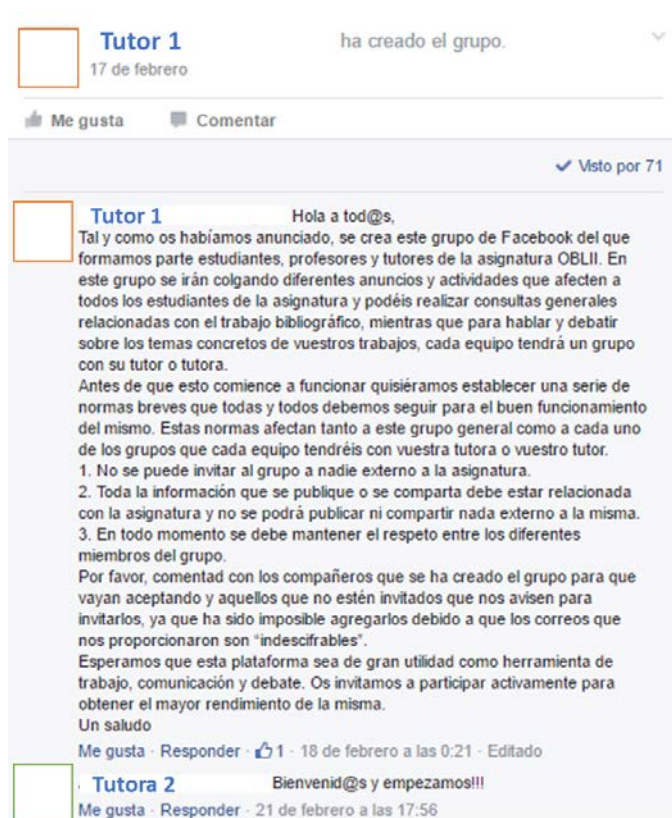 Tutor 1 ha creado el grupo.
17 de febrero
Me gusta Comentar
Visto por 71
Tutor 1 Hola a tod@s,
Tal y como os habíamos anunciado, se crea este grupo de Facebook del que
formamos parte estudiantes, profesores y tutores de la asignatura OBLII. En
este grupo se irán colgando diferentes anuncios y actividades que afecten a
todos los estudiantes de la asignatura y podéis realizar consultas generales
relacionadas con el trabajo bibliográfico, mientras que para hablar y debatir
sobre los temas concretos de vuestros trabajos, cada equipo tendrá un grupo
con su tutor o tutora.
Antes de que esto comience a funcionar quisiéramos establecer una serie de
normas breves que todas y todos debemos seguir para el buen funcionamiento
del mismo. Estas normas afectan tanto a este grupo general como a cada uno
de los grupos que cada equipo tendréis con vuestra tutora o vuestro tutor.
1. No se puede invitar al grupo a nadie externo a la asignatura.
2. Toda la información que se publique o se comparta debe estar relacionada
con la asignatura y no se podrá publicar ni compartir nada externo a la misma.
3. En todo momento se debe mantener el respeto entre los diferentes
miembros del grupo.
Por favor, comentad con los compañeros que se ha creado el grupo para que
vayan aceptando y aquellos que no estén invitados que nos avisen para
invitarlos, ya que ha sido imposible agregarlos debido a que los correos que
nos proporcionaron son “indescifrables”.
Esperamos que esta plataforma sea de gran utilidad como herramienta de
trabajo, comunicación y debate. Os invitamos a participar activamente para
obtener el mayor rendimiento de la misma.
Un saludo
Me gusta · Responder · 1 · 18 de febrero a las 0:21 · Editado
Tutora 2 Bienvenid@s y empezamos!!!
Me gusta · Responder · 21 de febrero a las 17:56